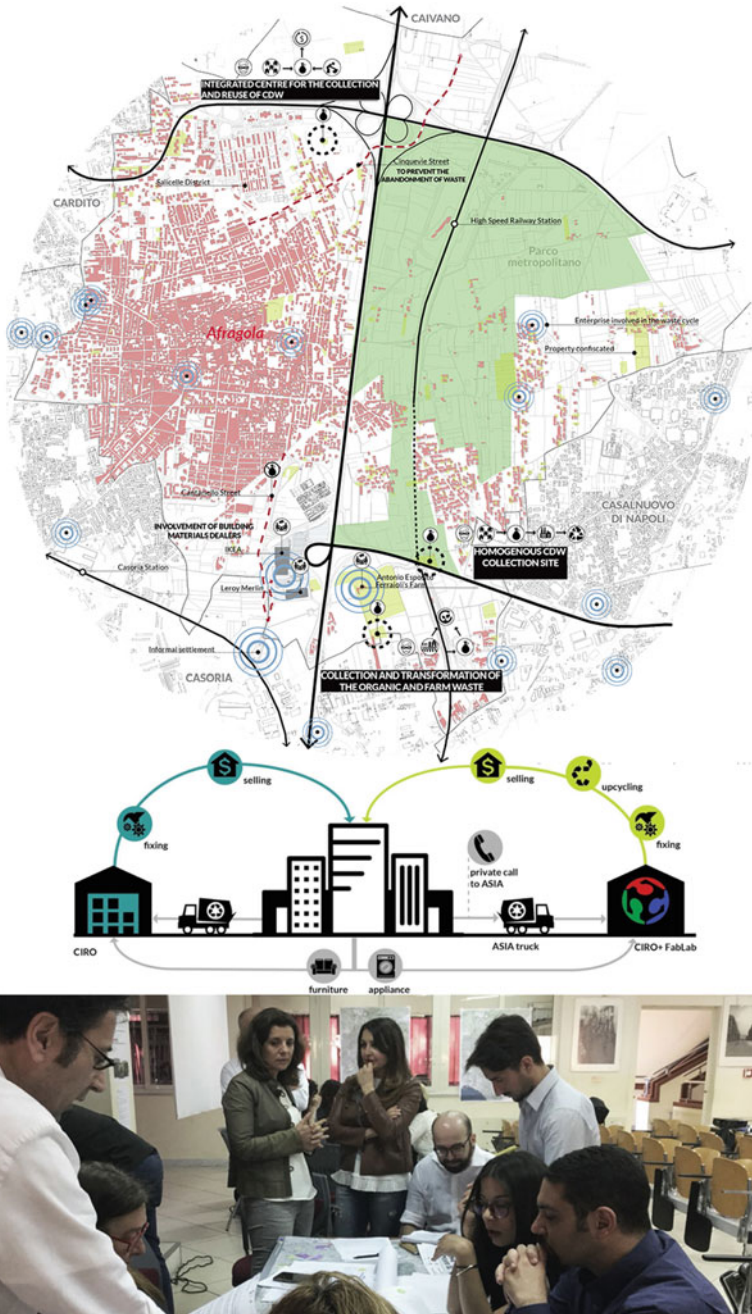 CAIVANO
INTEGRATED CENTRE FOR THE COLLECTION
AND REUSE OF CDW
Cinquevie Street
TO PREVENT THE
ABANDONMENT OF WASTE
Salicelle District
CARDITO
High Speed Railway Station
Parco
metropolitano
Afragola
Enterprise involved in the waste cycle
Property confiscated
Cantariello Street
CASALNUOVO
DI NAPOLI
INVOLVEMENT OF BUILDING
MATERIALS DEALERS
IKEA
HOMOGENOUS CDW
COLLECTION SITE
Casoria Station
Leroy Merlin
Antonio Esposito
Ferraioli's Farm
Informal settlement
CASORIA
COLLECTION AND TRANSFORMATION OF
THE ORGANIC AND FARM WASTE
selling
selling
upcycling
fixing
fixing
private call
to ASIA
CIRO
ASIA truck
CIRO+ FabLab
furniture
appliance